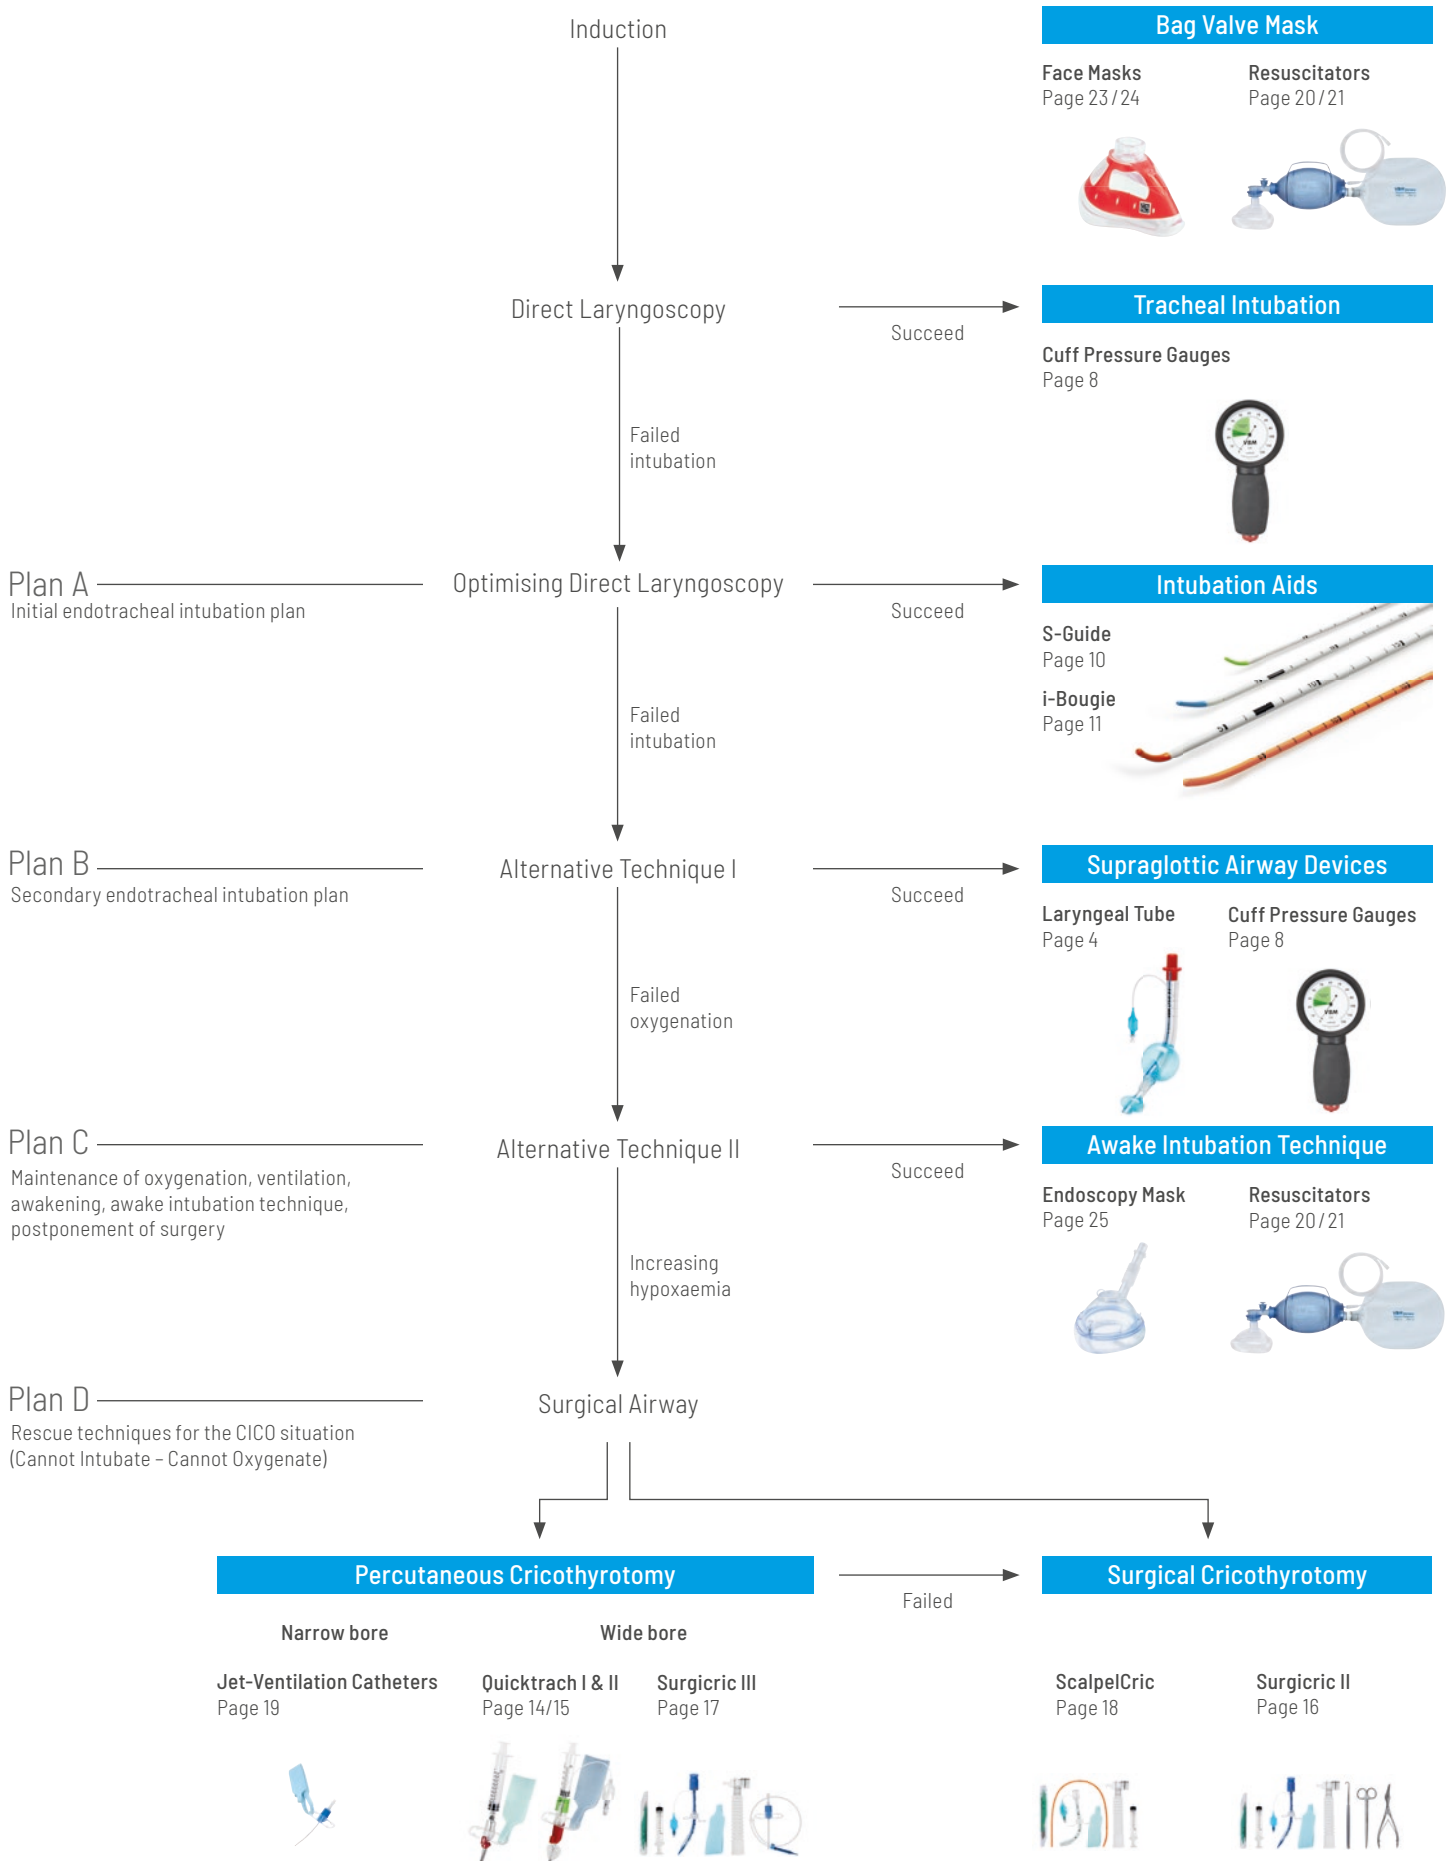 Induction
Bag Valve Mask
Face Masks
Page 23/24
Resuscitators
Page 20/21
Direct Laryngoscopy
Succeed
Tracheal Intubation
Cuff Pressure Gauges
Page 8
VBM
Failed
intubation
Plan A
Initial endotracheal intubation plan
Optimising Direct Laryngoscopy
Succeed
Intubation Aids
S-Guide
Page 10
i-Bougie
Page 11
Failed
intubation
Plan B
Secondary endotracheal intubation plan
Alternative Technique I
Succeed
Supraglottic Airway Devices
Laryngeal Tube
Page 4
Cuff Pressure Gauges
Page 8
VBM
Failed
oxygenation
Plan C
Maintenance of oxygenation, ventilation,
awakening, awake intubation technique,
postponement of surgery
Alternative Technique II
Succeed
Awake Intubation Technique
Endoscopy Mask
Page 25
Resuscitators
Page 20/21
Increasing
hypoxaemia
Plan D
Rescue techniques for the CICO situation
(Cannot Intubate – Cannot Oxygenate)
Surgical Airway
Percutaneous Cricothyrotomy
Failed
Surgical Cricothyrotomy
Narrow bore
Wide bore
Jet-Ventilation Catheters
Page 19
Quicktrach I & II
Page 14/15
Surgicric III
Page 17
ScalpelCric
Page 18
Surgicric II
Page 16